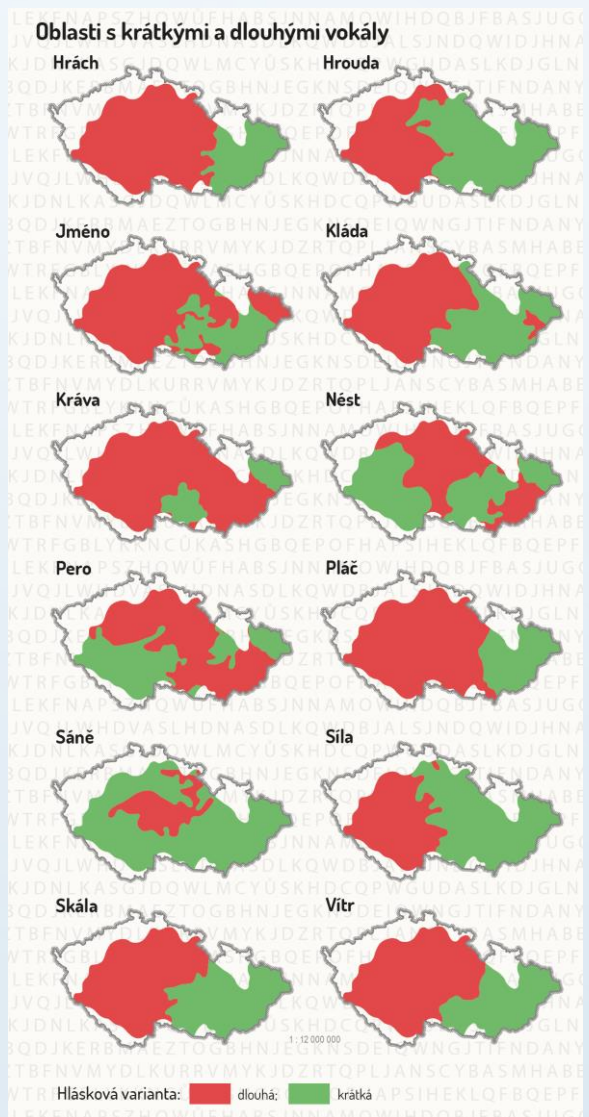 Oblasti s krátkými a dlouhými vokály
Hrách
Hrouda
Jméno
Kláda
Kráva
Nést
Pero
Pláč
Sáně
Síla
Skála
Vítr
1 : 12 000 000
Hlásková varianta: dlouhá; krátká